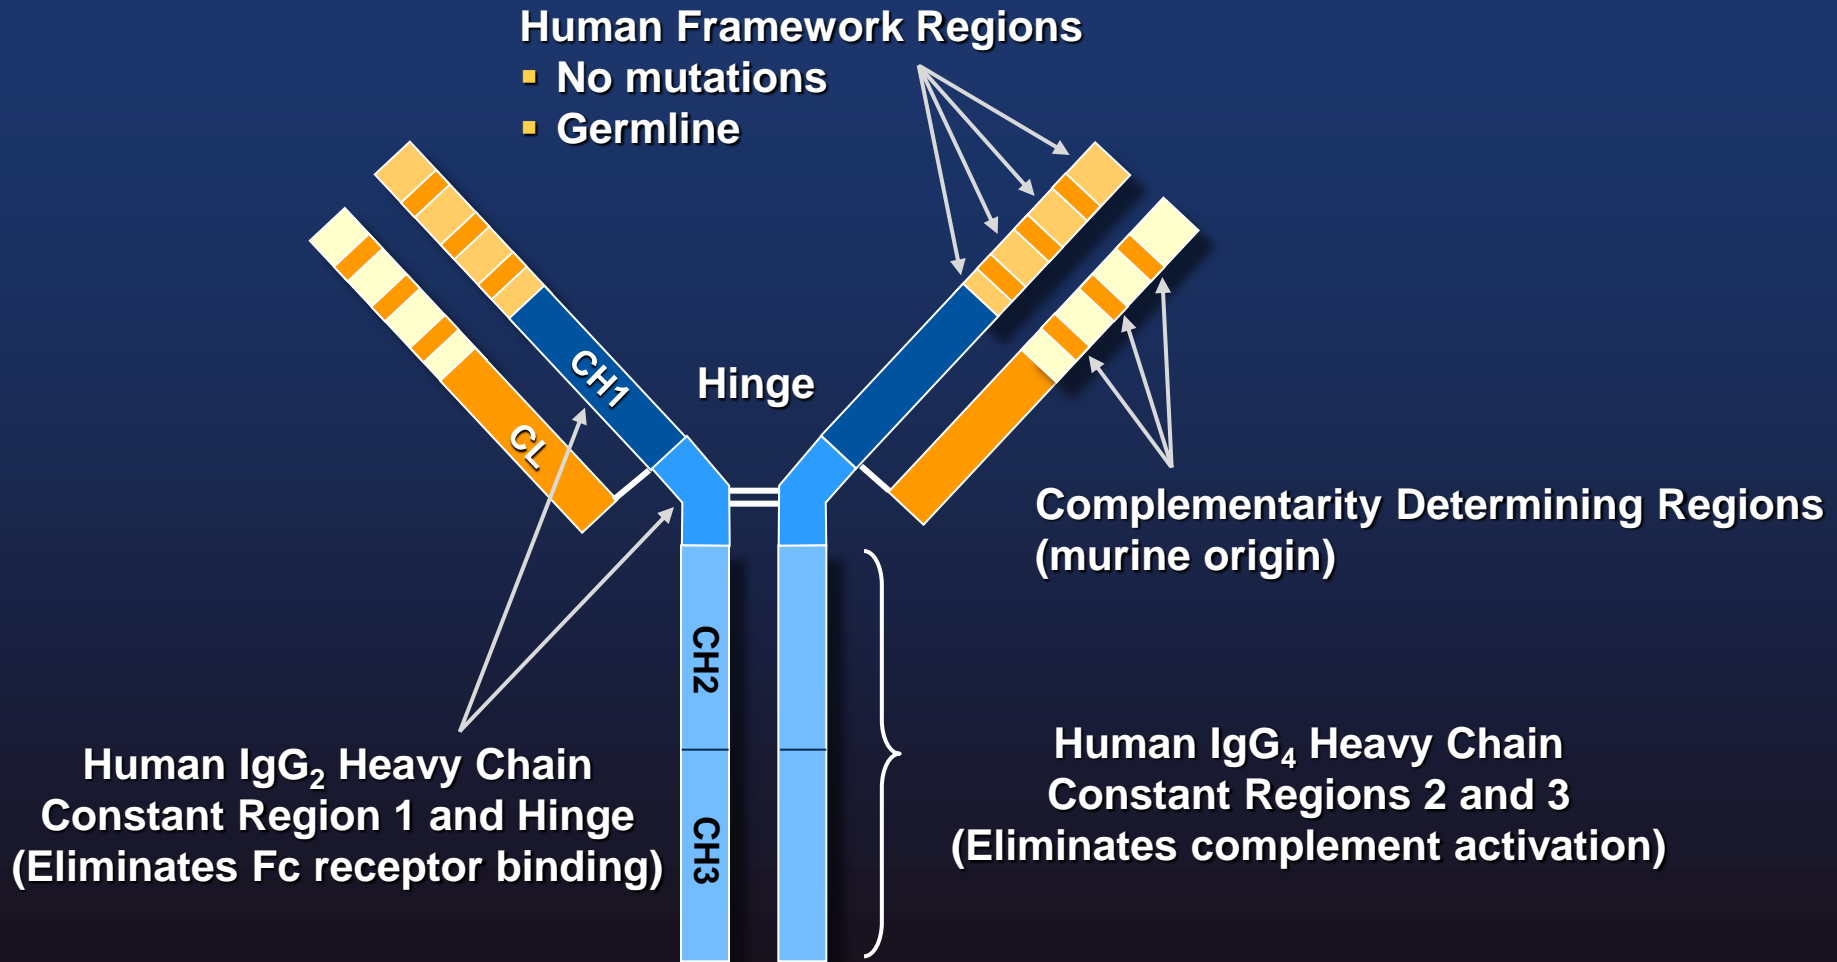 Human Framework Regions
▪ No mutations
▪ Germline
CH1
CL
Hinge
Complementarity Determining Regions
(murine origin)
CH2
CH3
Human IgG₂ Heavy Chain
Constant Region 1 and Hinge
(Eliminates Fc receptor binding)
Human IgG₄ Heavy Chain
Constant Regions 2 and 3
(Eliminates complement activation)